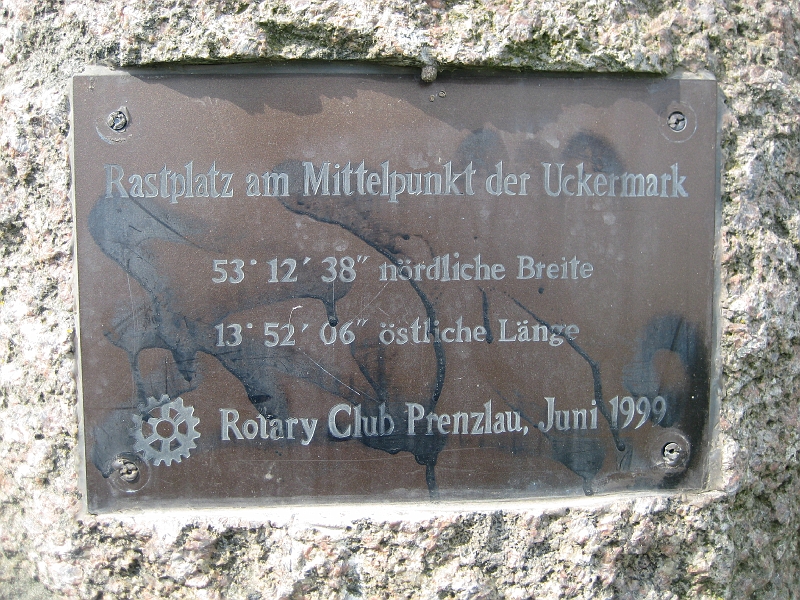 Rastplatz am Mittelpunkt der Uckermark
53° 12′ 38″ nördliche Breite
13° 52′ 06″ östliche Länge
Rotary Club Prenzlau, Juni 1999